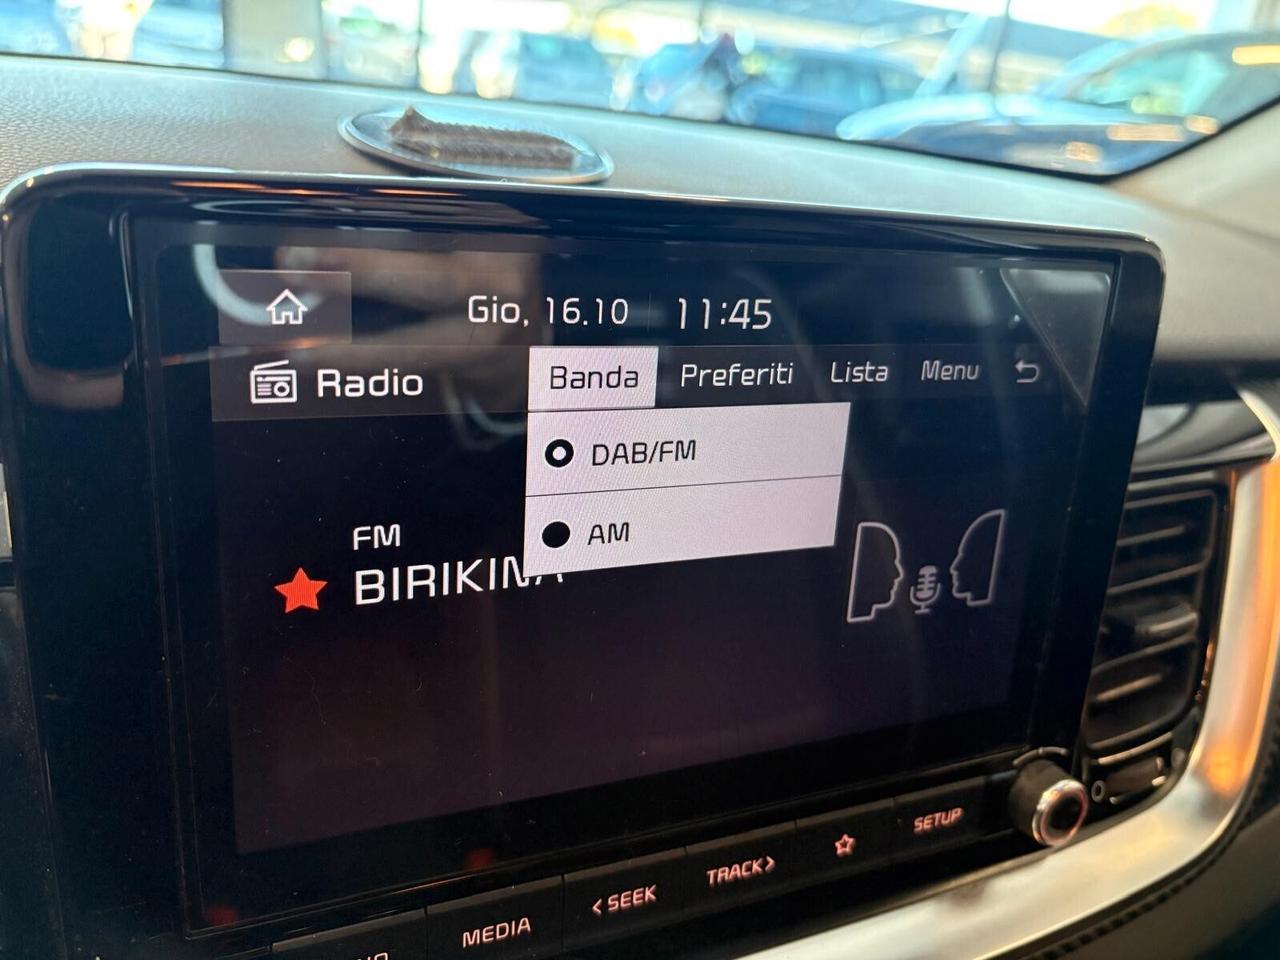 Gio, 16.10 11:45
Radio Banda Preferiti Lista Menu
DAB/FM
AM
FM
BIRIKINA
MEDIA
< SEEK
TRACK >
SETUP